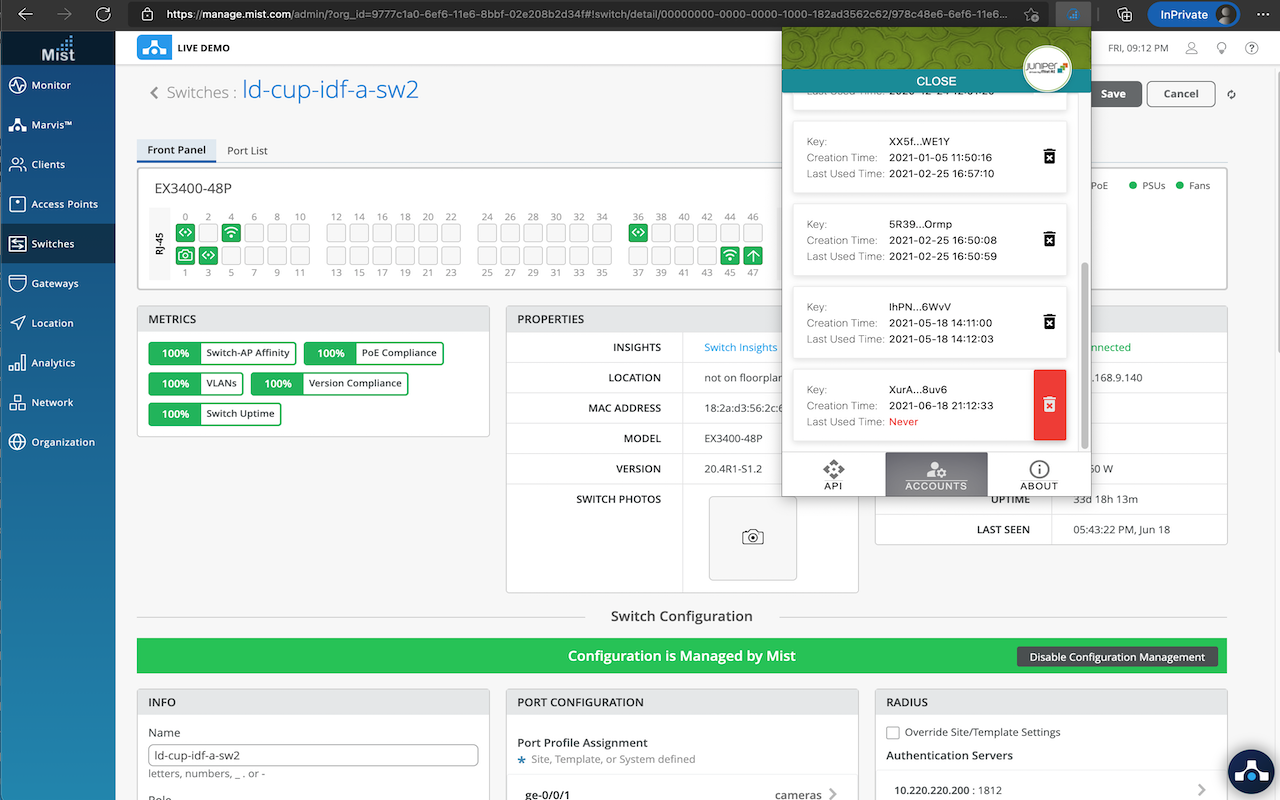 https://manage.mist.com/admin/?org_id=9777c1a0-6ef6-11e6-8bbf-02e208b2d34f#!switch/detail/00000000-0000-0000-1000-182ad3562c62/978c48e6-6ef6-11e6...
InPrivate
Mist
LIVE DEMO
FRI, 09:12 PM
Monitor
Marvis™
Clients
Access Points
Switches
Gateways
Location
Analytics
Network
Organization
Switches : ld-cup-idf-a-sw2
Save
Cancel
Front Panel
Port List
EX3400-48P
PoE
PSUs
Fans
RJ-45
0 2 4 6 8 10 12 14 16 18 20 22 24 26 28 30 32 34 36 38 40 42 44 46
1 3 5 7 9 11 13 15 17 19 21 23 25 27 29 31 33 35 37 39 41 43 45 47
METRICS
100% Switch-AP Affinity
100% PoE Compliance
100% VLANs
100% Version Compliance
100% Switch Uptime
PROPERTIES
INSIGHTS Switch Insights
LOCATION not on floorplan
MAC ADDRESS 18:2a:d3:56:2c:6
MODEL EX3400-48P
VERSION 20.4R1-S1.2
SWITCH PHOTOS
nnected
.168.9.140
50 W
UPTIME 33d 18h 13m
LAST SEEN 05:43:22 PM, Jun 18
juniper
CLOSE
Last Used Time: 2020-12-24 12:01:20
Key: XX5f...WE1Y
Creation Time: 2021-01-05 11:50:16
Last Used Time: 2021-02-25 16:57:10
Key: 5R39...Ormp
Creation Time: 2021-02-25 16:50:08
Last Used Time: 2021-02-25 16:50:59
Key: IhPN...6WvV
Creation Time: 2021-05-18 14:11:00
Last Used Time: 2021-05-18 14:12:03
Key: XurA...8uv6
Creation Time: 2021-06-18 21:12:33
Last Used Time: Never
API
ACCOUNTS
ABOUT
Switch Configuration
Configuration is Managed by Mist
Disable Configuration Management
INFO
Name
ld-cup-idf-a-sw2
letters, numbers, _ . or -
Role
PORT CONFIGURATION
Port Profile Assignment
* Site, Template, or System defined
ge-0/0/1 cameras
RADIUS
Override Site/Template Settings
Authentication Servers
10.220.220.200 : 1812